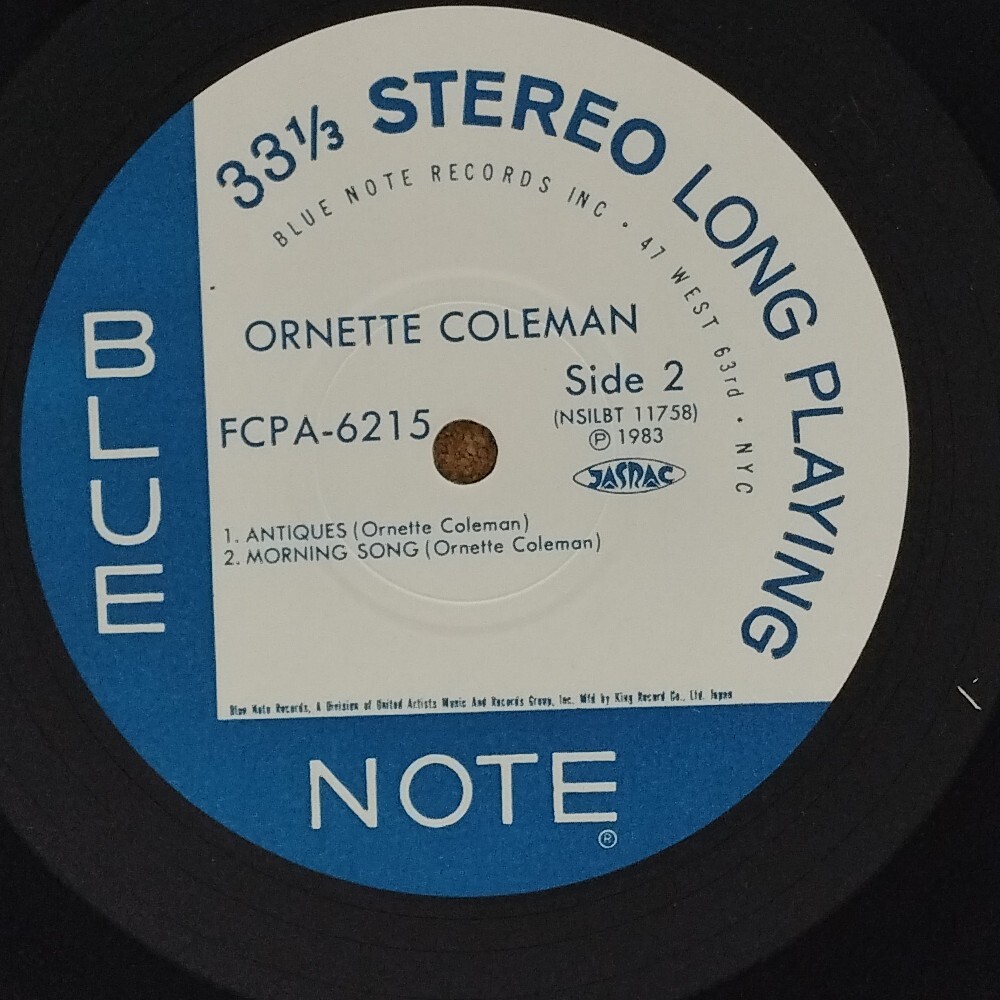 33⅓ STEREO LONG PLAYING
BLUE NOTE RECORDS INC • 47 WEST 63rd • NYC
ORNETTE COLEMAN
Side 2
FCPA-6215
(NSILBT 11758)
Ⓟ 1983
JASRAC
1. ANTIQUES (Ornette Coleman)
2. MORNING SONG (Ornette Coleman)
Blue Note Records, A Division of United Artists Music And Records Group, Inc. Mfd by King Record Co., Ltd. Japan
BLUE
NOTE
®